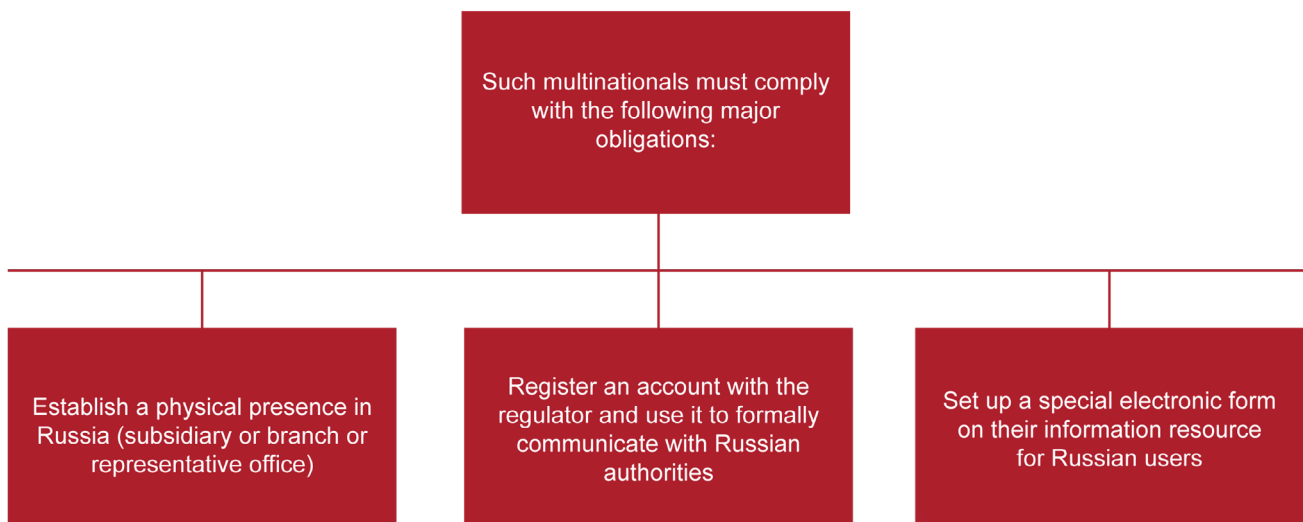 Such multinationals must comply
with the following major
obligations:
Establish a physical presence in
Russia (subsidiary or branch or
representative office)
Register an account with the
regulator and use it to formally
communicate with Russian
authorities
Set up a special electronic form
on their information resource
for Russian users